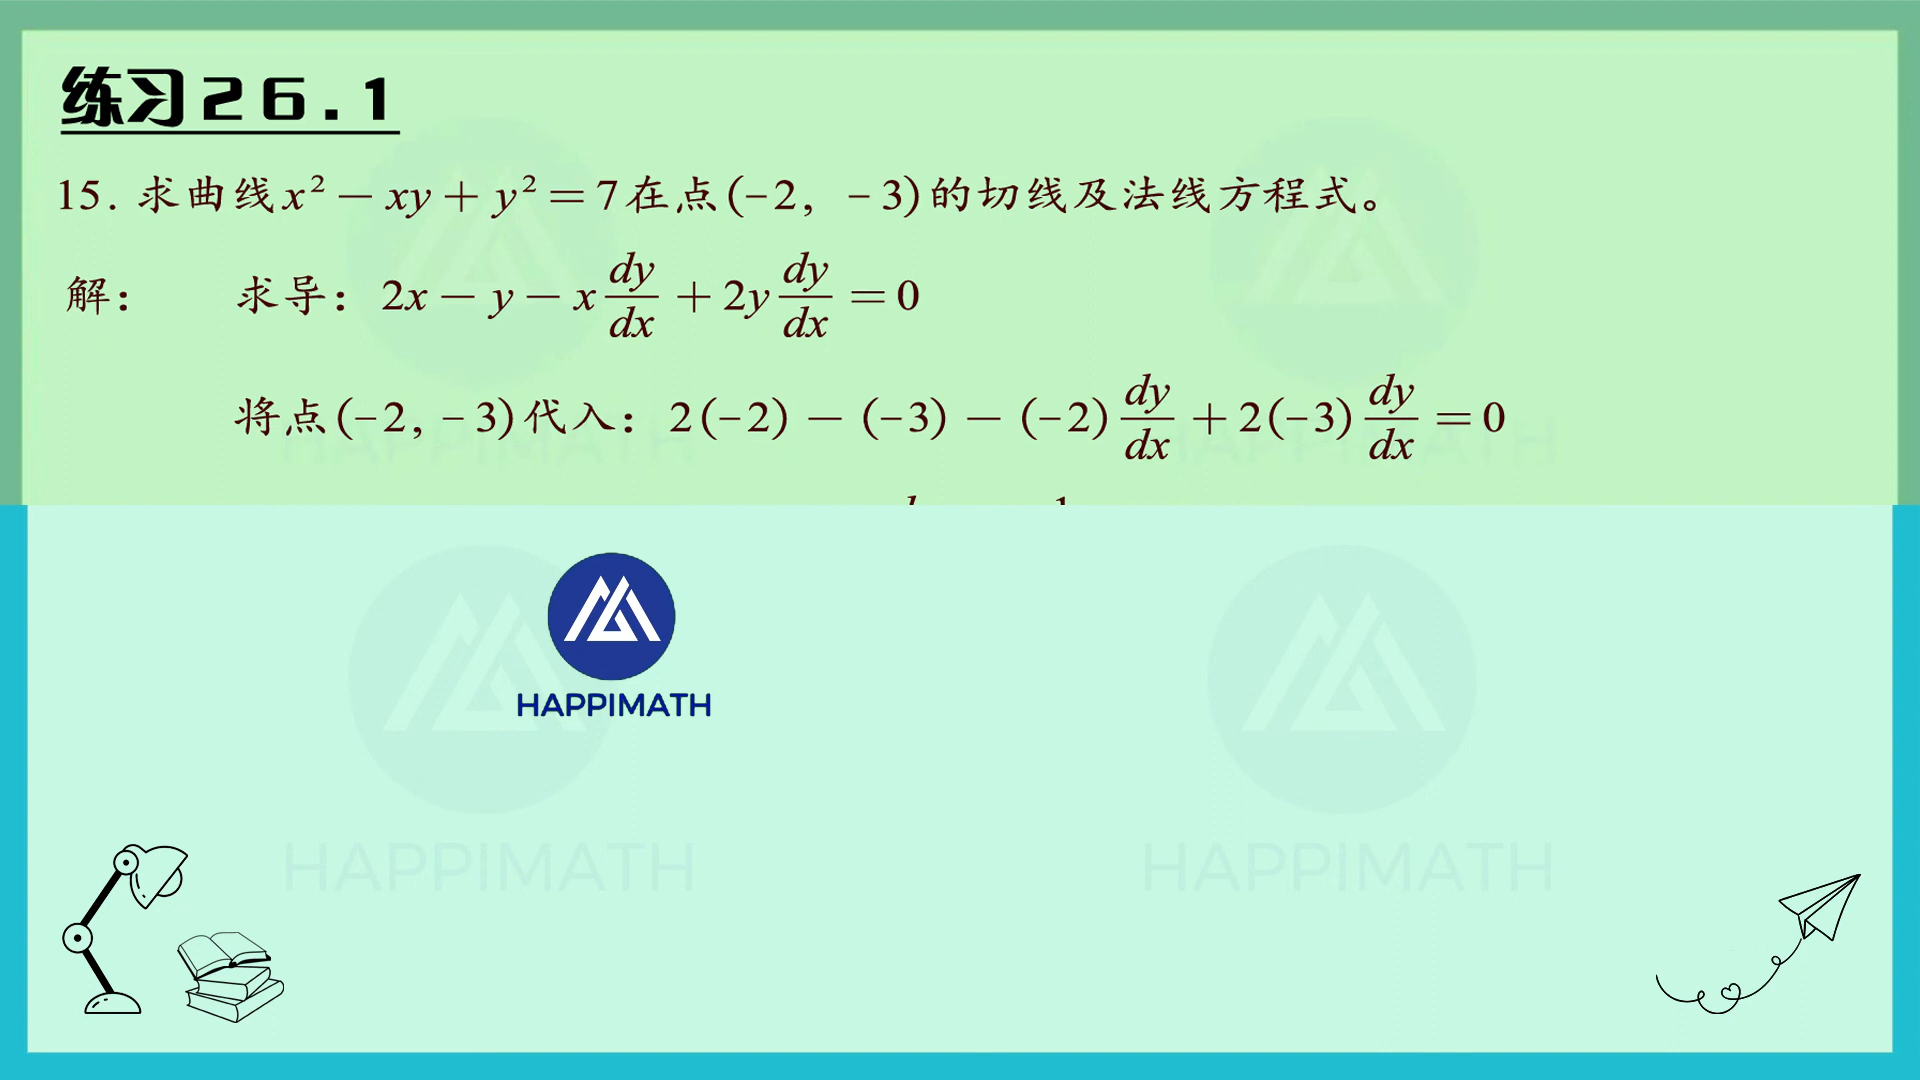 练习26.1
15. 求曲线x² − xy + y² = 7在点(−2, −3)的切线及法线方程式。
解： 求导：2x − y − x dy/dx + 2y dy/dx = 0
将点(−2, −3)代入：2(−2) − (−3) − (−2) dy/dx + 2(−3) dy/dx = 0
HAPPIMATH HAPPIMATH
HAPPIMATH
HAPPIMATH HAPPIMATH